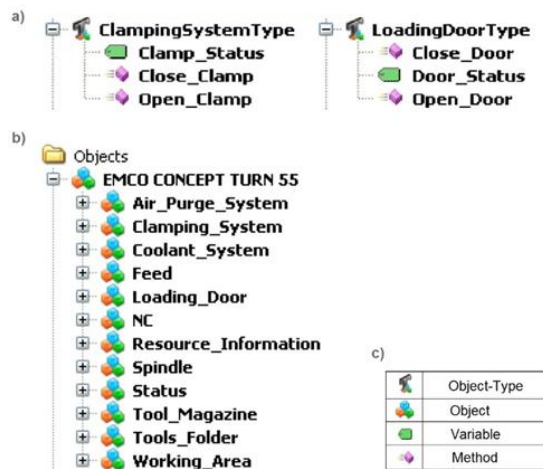 a)
ClampingSystemType
Clamp_Status
Close_Clamp
Open_Clamp
LoadingDoorType
Close_Door
Door_Status
Open_Door
b)
Objects
EMCO CONCEPT TURN 55
Air_Purge_System
Clamping_System
Coolant_System
Feed
Loading_Door
NC
Resource_Information
Spindle
Status
Tool_Magazine
Tools_Folder
Working_Area
c)
Object-Type
Object
Variable
Method